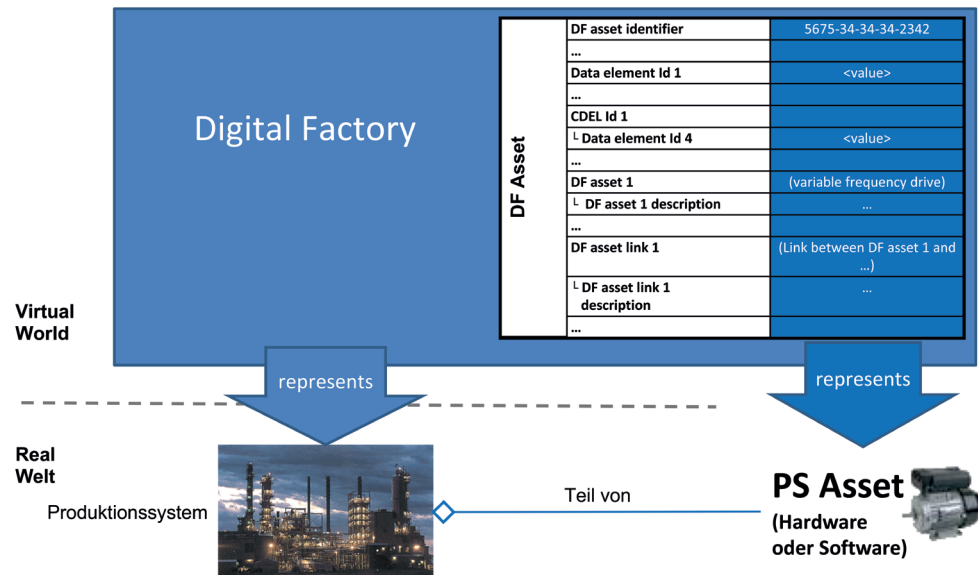 Digital Factory
DF Asset
DF asset identifier 5675-34-34-34-2342
...
Data element Id 1 <value>
...
CDEL Id 1
└ Data element Id 4 <value>
...
DF asset 1 (variable frequency drive)
└ DF asset 1 description ...
...
DF asset link 1 (Link between DF asset 1 and
...)
└ DF asset link 1 ...
description
...
Virtual
World
represents
represents
Real
Welt
Produktionssystem
Teil von
PS Asset
(Hardware
oder Software)